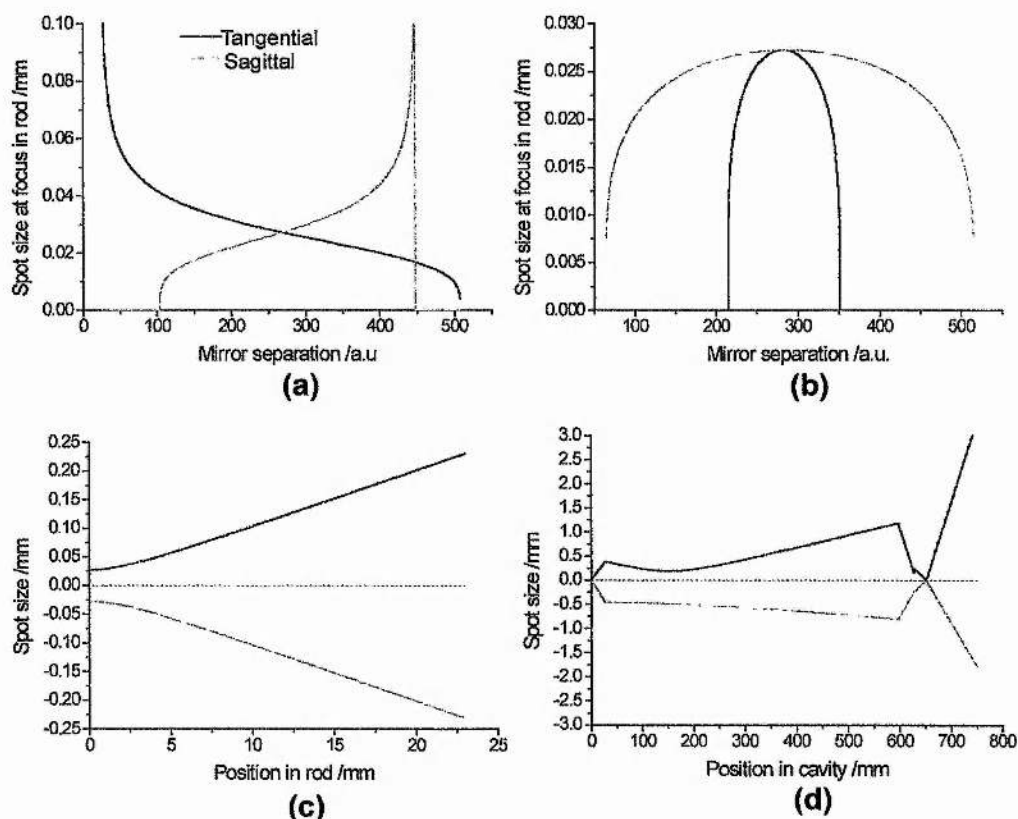 Spot size at focus in rod /mm
0.10
0.08
0.06
0.04
0.02
0.00
Tangential
Sagittal
0 100 200 300 400 500
Mirror separation /a.u
(a)
Spot size at focus in rod /mm
0.030
0.025
0.020
0.015
0.010
0.005
0.000
100 200 300 400 500
Mirror separation /a.u.
(b)
Spot size /mm
0.25
0.20
0.15
0.10
0.05
0.00
-0.05
-0.10
-0.15
-0.20
-0.25
0 5 10 15 20 25
Position in rod /mm
(c)
Spot size /mm
3.0
2.5
2.0
1.5
1.0
0.5
0.0
-0.5
-1.0
-1.5
-2.0
-2.5
-3.0
0 100 200 300 400 500 600 700 800
Position in cavity /mm
(d)